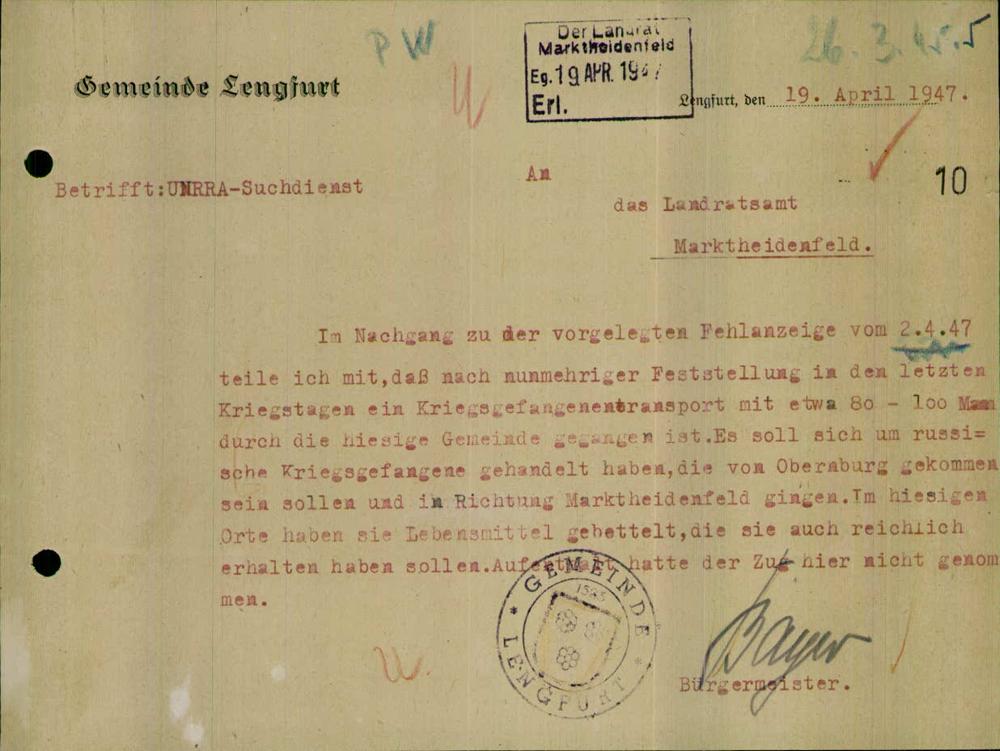 PW
Der Landrat
Marktheidenfeld
Eg. 19 APR. 1947
Erl.
26.3.45.
Gemeinde Lengfurt
Lengfurt, den 19. April 1947.
Betrifft:UNRRA-Suchdienst
An
10
das Landratsamt
Marktheidenfeld.
Im Nachgang zu der vorgelegten Fehlanzeige vom 2.4.47
teile ich mit,daß nach nunmehriger Feststellung in den letzten
Kriegstagen ein Kriegsgefangenentransport mit etwa 80 - 100 Mann
durch die hiesige Gemeinde gegangen ist.Es soll sich um russi=
sche Kriegsgefangene gehandelt haben,die von Obernburg gekommen
sein sollen und in Richtung Marktheidenfeld gingen.Im hiesigen
Orte haben sie Lebensmittel gebettelt,die sie auch reichlich
erhalten haben sollen.Aufenthalt hatte der Zug hier nicht genom
men.
* GEMEINDE * LENGFURT
Bayer
Bürgermeister.